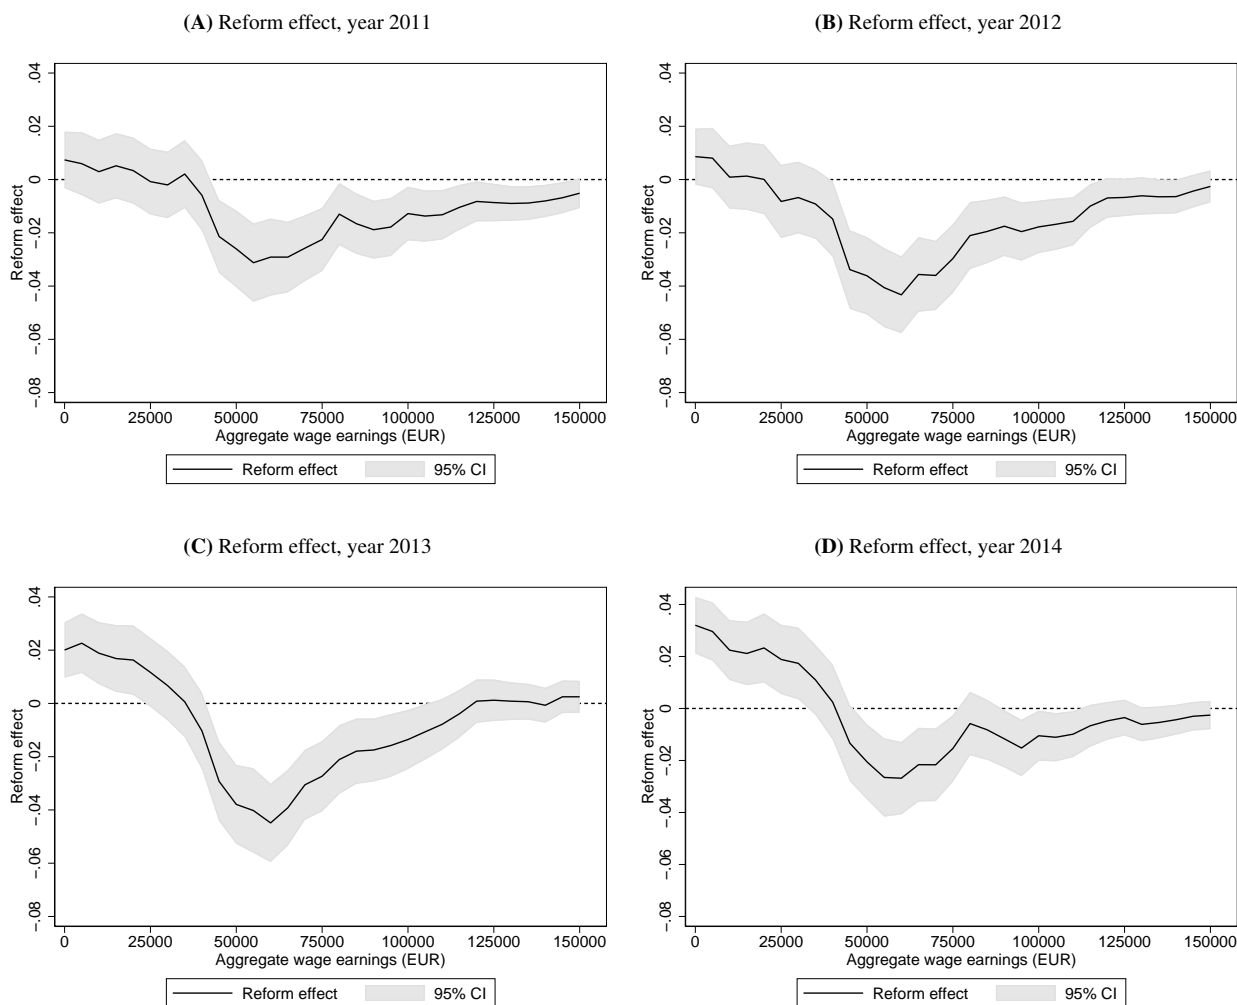 (A) Reform effect, year 2011
.04
.02
0
−.02
−.04
−.06
−.08
Reform effect
0 25000 50000 75000 100000 125000 150000
Aggregate wage earnings (EUR)
Reform effect 95% CI
(B) Reform effect, year 2012
.04
.02
0
−.02
−.04
−.06
−.08
Reform effect
0 25000 50000 75000 100000 125000 150000
Aggregate wage earnings (EUR)
Reform effect 95% CI
(C) Reform effect, year 2013
.04
.02
0
−.02
−.04
−.06
−.08
Reform effect
0 25000 50000 75000 100000 125000 150000
Aggregate wage earnings (EUR)
Reform effect 95% CI
(D) Reform effect, year 2014
.04
.02
0
−.02
−.04
−.06
−.08
Reform effect
0 25000 50000 75000 100000 125000 150000
Aggregate wage earnings (EUR)
Reform effect 95% CI